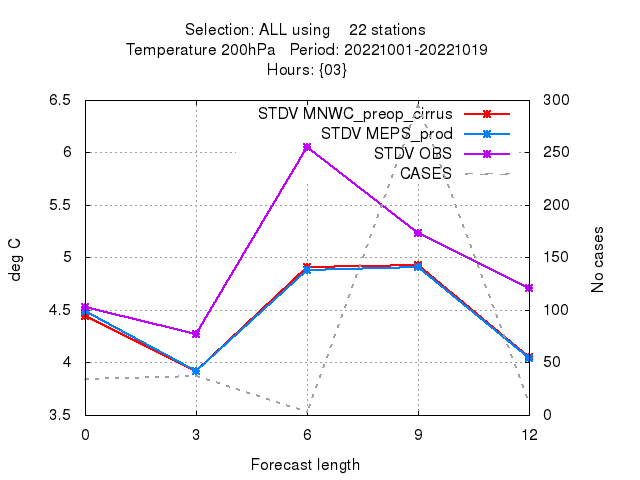 Selection: ALL using    22 stations
Temperature 200hPa   Period: 20221001-20221019
Hours: {03}
STDV MNWC_preop_cirrus
STDV MEPS_prod
STDV OBS
CASES
6.5
6
5.5
5
4.5
4
3.5
300
250
200
150
100
50
0
deg C
No cases
0 3 6 9 12
Forecast length